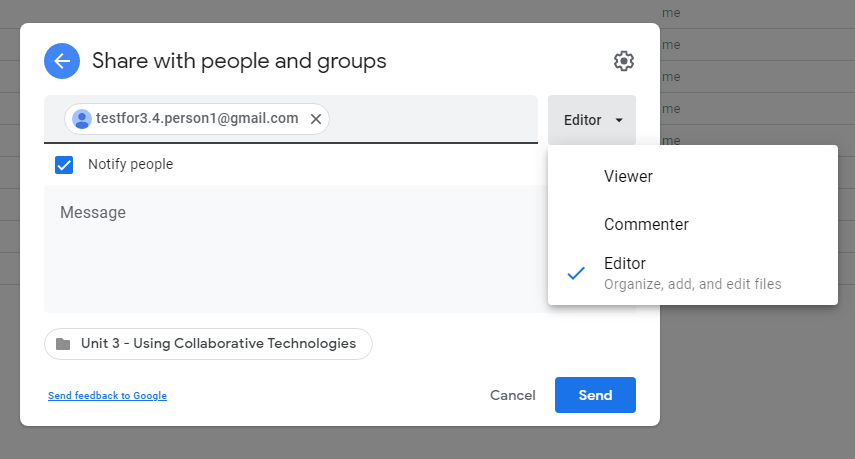 me
me
me
me
me
Share with people and groups
testfor3.4.person1@gmail.com
Editor
Notify people
Viewer
Message
Commenter
Editor
Organize, add, and edit files
Unit 3 - Using Collaborative Technologies
Send feedback to Google
Cancel
Send